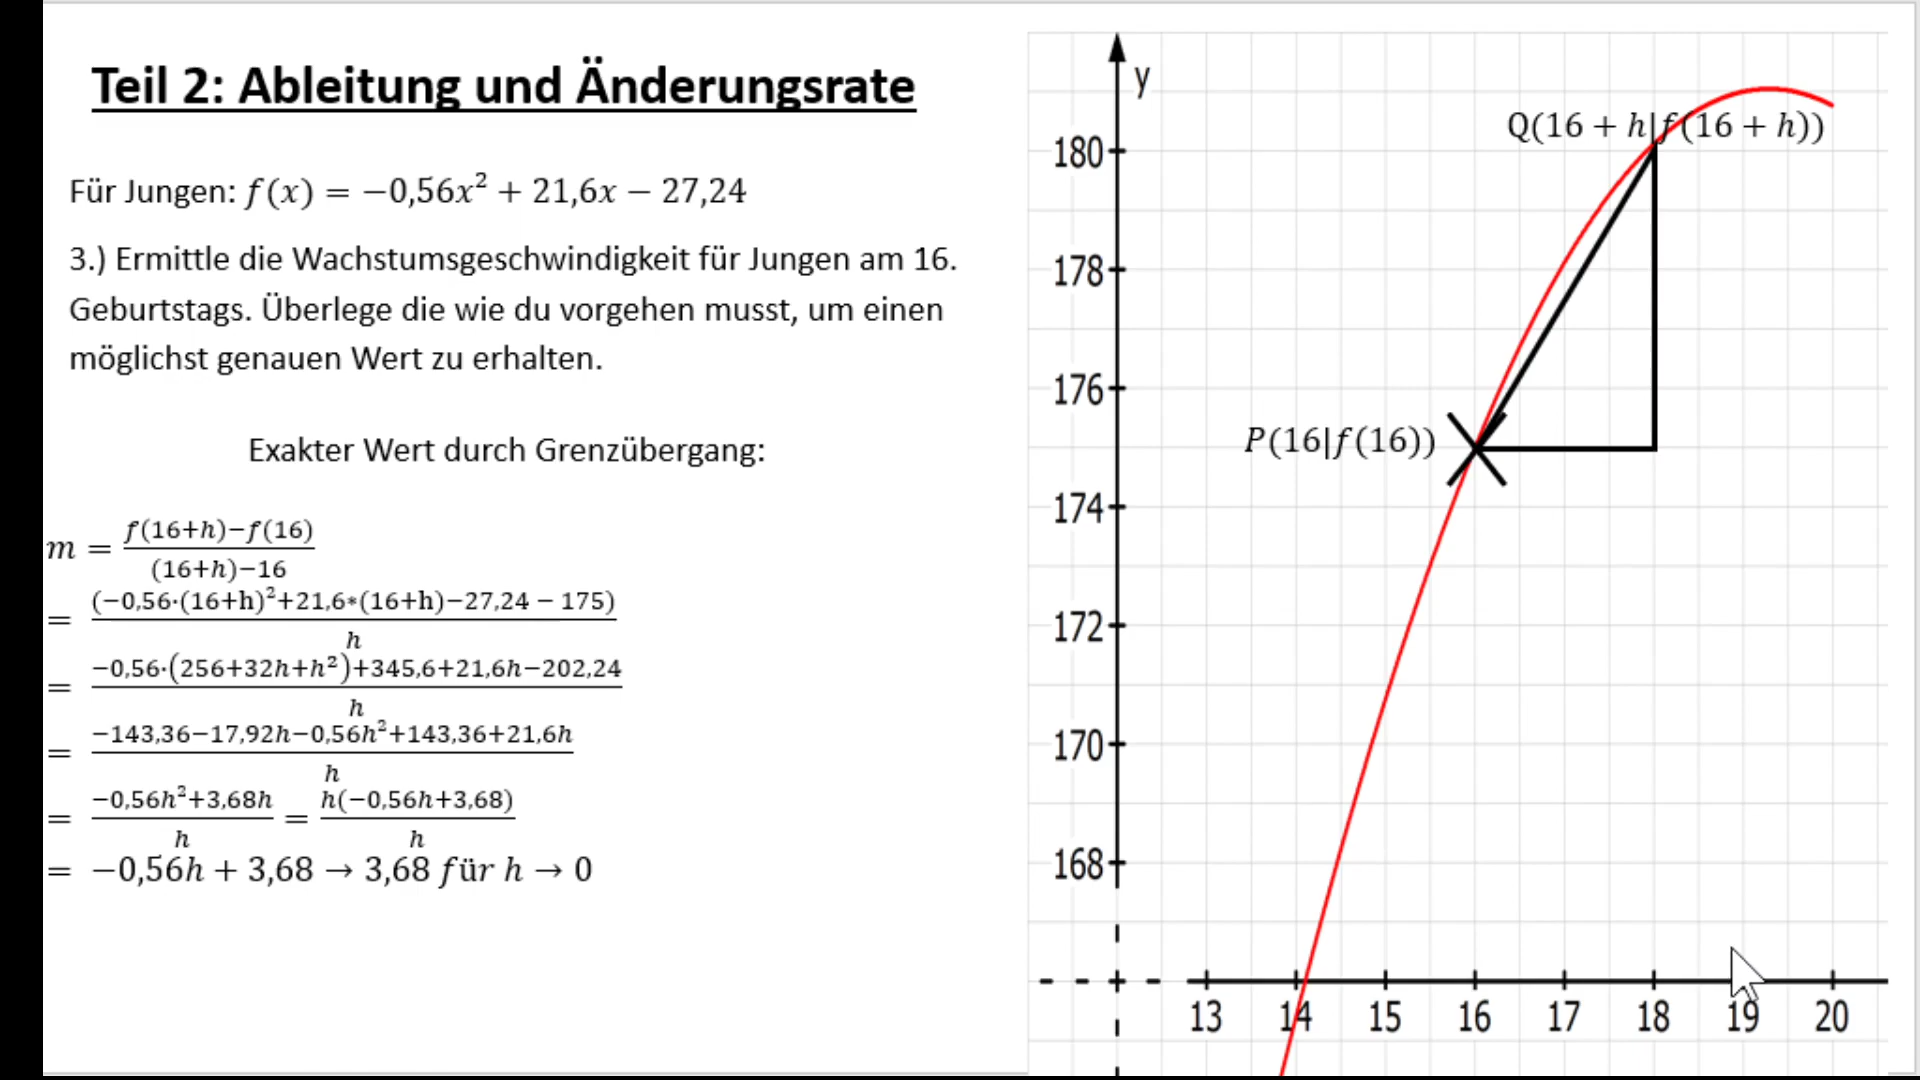 Teil 2: Ableitung und Änderungsrate
Für Jungen: f(x) = −0,56x² + 21,6x − 27,24
3.) Ermittle die Wachstumsgeschwindigkeit für Jungen am 16.
Geburtstags. Überlege die wie du vorgehen musst, um einen
möglichst genauen Wert zu erhalten.
Exakter Wert durch Grenzübergang:
m = f(16+h)−f(16)
(16+h)−16
= (−0,56·(16+h)²+21,6*(16+h)−27,24 − 175)
h
= −0,56·(256+32h+h²)+345,6+21,6h−202,24
h
= −143,36−17,92h−0,56h²+143,36+21,6h
h
= −0,56h²+3,68h = h(−0,56h+3,68)
h h
= −0,56h + 3,68 → 3,68 für h → 0
y
Q(16 + h|f(16 + h))
180
178
176
P(16|f(16))
174
172
170
168
13 14 15 16 17 18 19 20